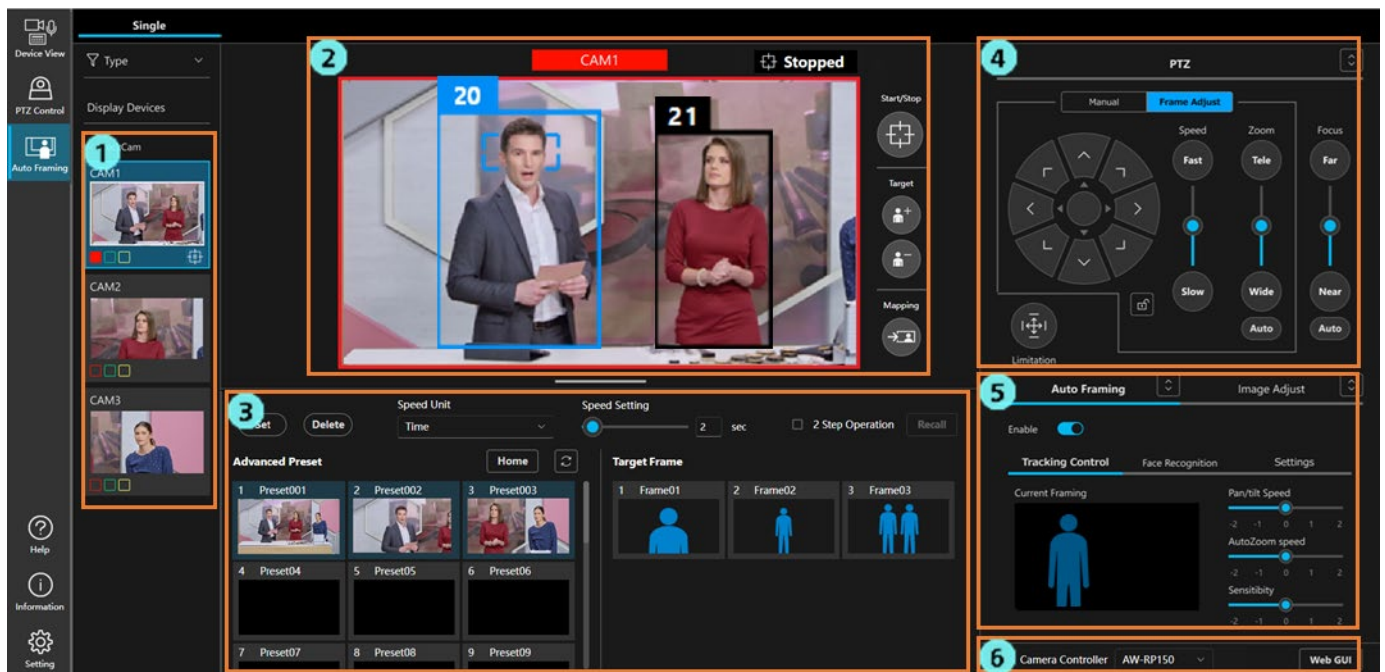 Device View
PTZ Control
Auto Framing
Help
Information
Setting
Single
Type
Display Devices
1
Cam
CAM1
CAM2
CAM3
2
CAM1
Stopped
20
21
Start/Stop
Target
Mapping
3
Set
Delete
Speed Unit
Time
Speed Setting
2
sec
2 Step Operation
Recall
Advanced Preset
Home
1 Preset001
2 Preset002
3 Preset003
4 Preset04
5 Preset05
6 Preset06
7 Preset07
8 Preset08
9 Preset09
Target Frame
1 Frame01
2 Frame02
3 Frame03
4
PTZ
Manual
Frame Adjust
Speed
Zoom
Focus
Fast
Tele
Far
Slow
Wide
Near
Auto
Auto
Limitation
5
Auto Framing
Image Adjust
Enable
Tracking Control
Face Recognition
Settings
Current Framing
Pan/tilt Speed
-2 -1 0 1 2
AutoZoom speed
-2 -1 0 1 2
Sensitibity
-2 -1 0 1 2
6
Camera Controller
AW-RP150
Web GUI